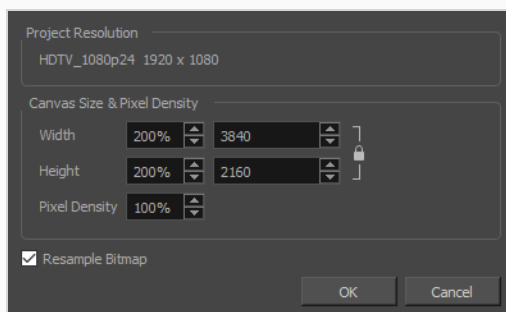 Project Resolution
HDTV_1080p24 1920 x 1080
Canvas Size & Pixel Density
Width 200% 3840
Height 200% 2160
Pixel Density 100%
Resample Bitmap
OK Cancel